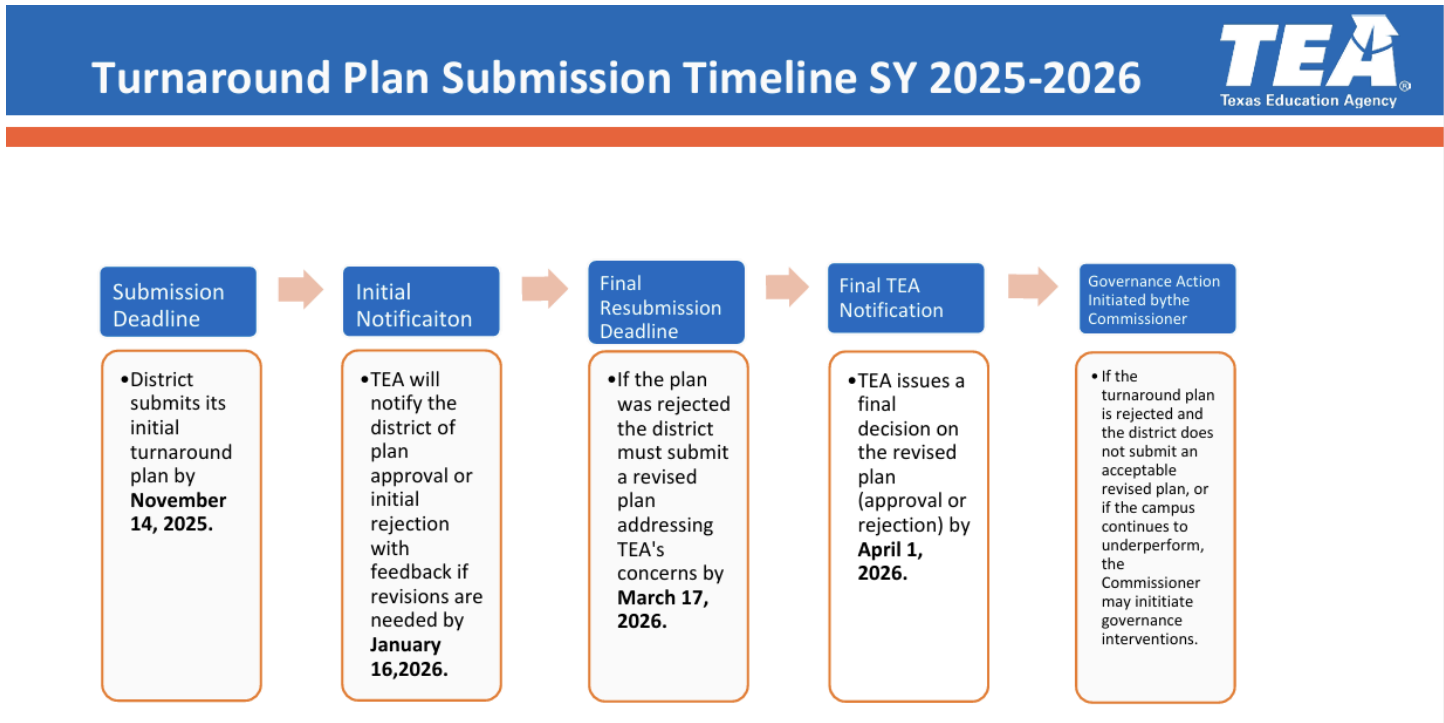 Turnaround Plan Submission Timeline SY 2025-2026
TEA®
Texas Education Agency
Submission
Deadline
•District
submits its
initial
turnaround
plan by
November
14, 2025.
Initial
Notificaiton
•TEA will
notify the
district of
plan
approval or
initial
rejection
with
feedback if
revisions are
needed by
January
16,2026.
Final
Resubmission
Deadline
•If the plan
was rejected
the district
must submit
a revised
plan
addressing
TEA's
concerns by
March 17,
2026.
Final TEA
Notification
•TEA issues a
final
decision on
the revised
plan
(approval or
rejection) by
April 1,
2026.
Governance Action
Initiated bythe
Commissioner
• If the
turnaround plan
is rejected and
the district does
not submit an
acceptable
revised plan, or
if the campus
continues to
underperform,
the
Commissioner
may inititiate
governance
interventions.